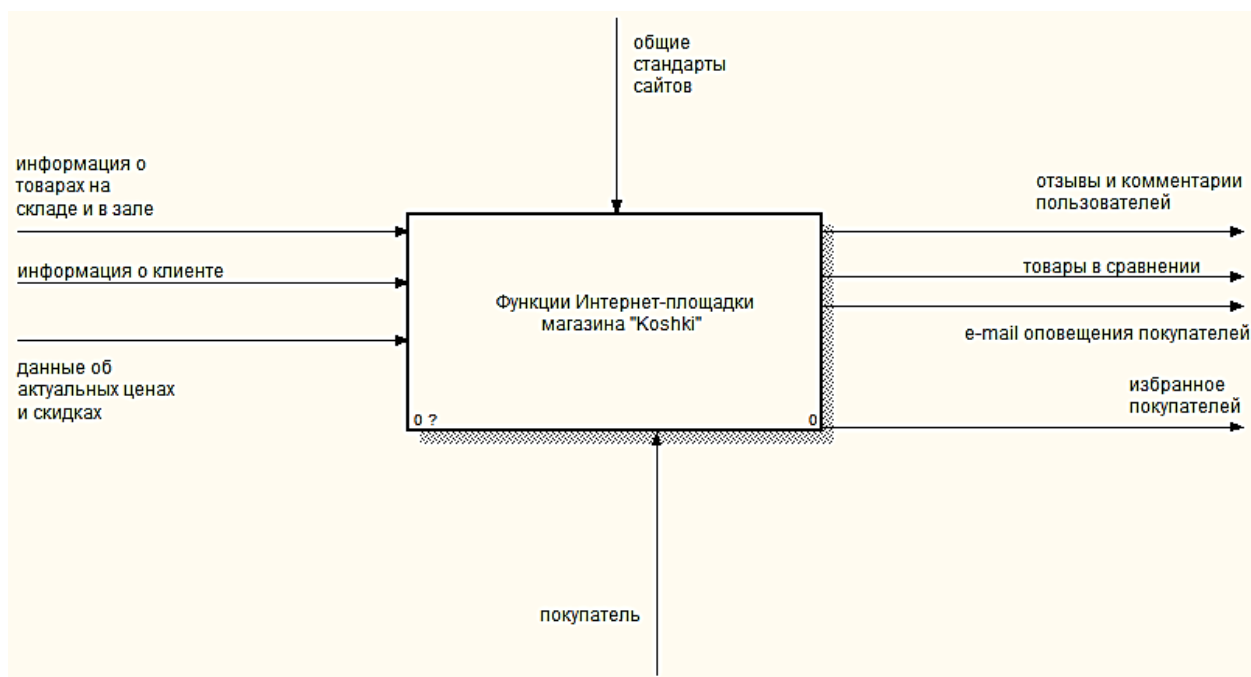 общие
стандарты
сайтов
информация о
товарах на
складе и в зале
информация о клиенте
данные об
актуальных ценах
и скидках
Функции Интернет-площадки
магазина "Koshki"
0 ?
0
отзывы и комментарии
пользователей
товары в сравнении
e-mail оповещения покупателей
избранное
покупателей
покупатель